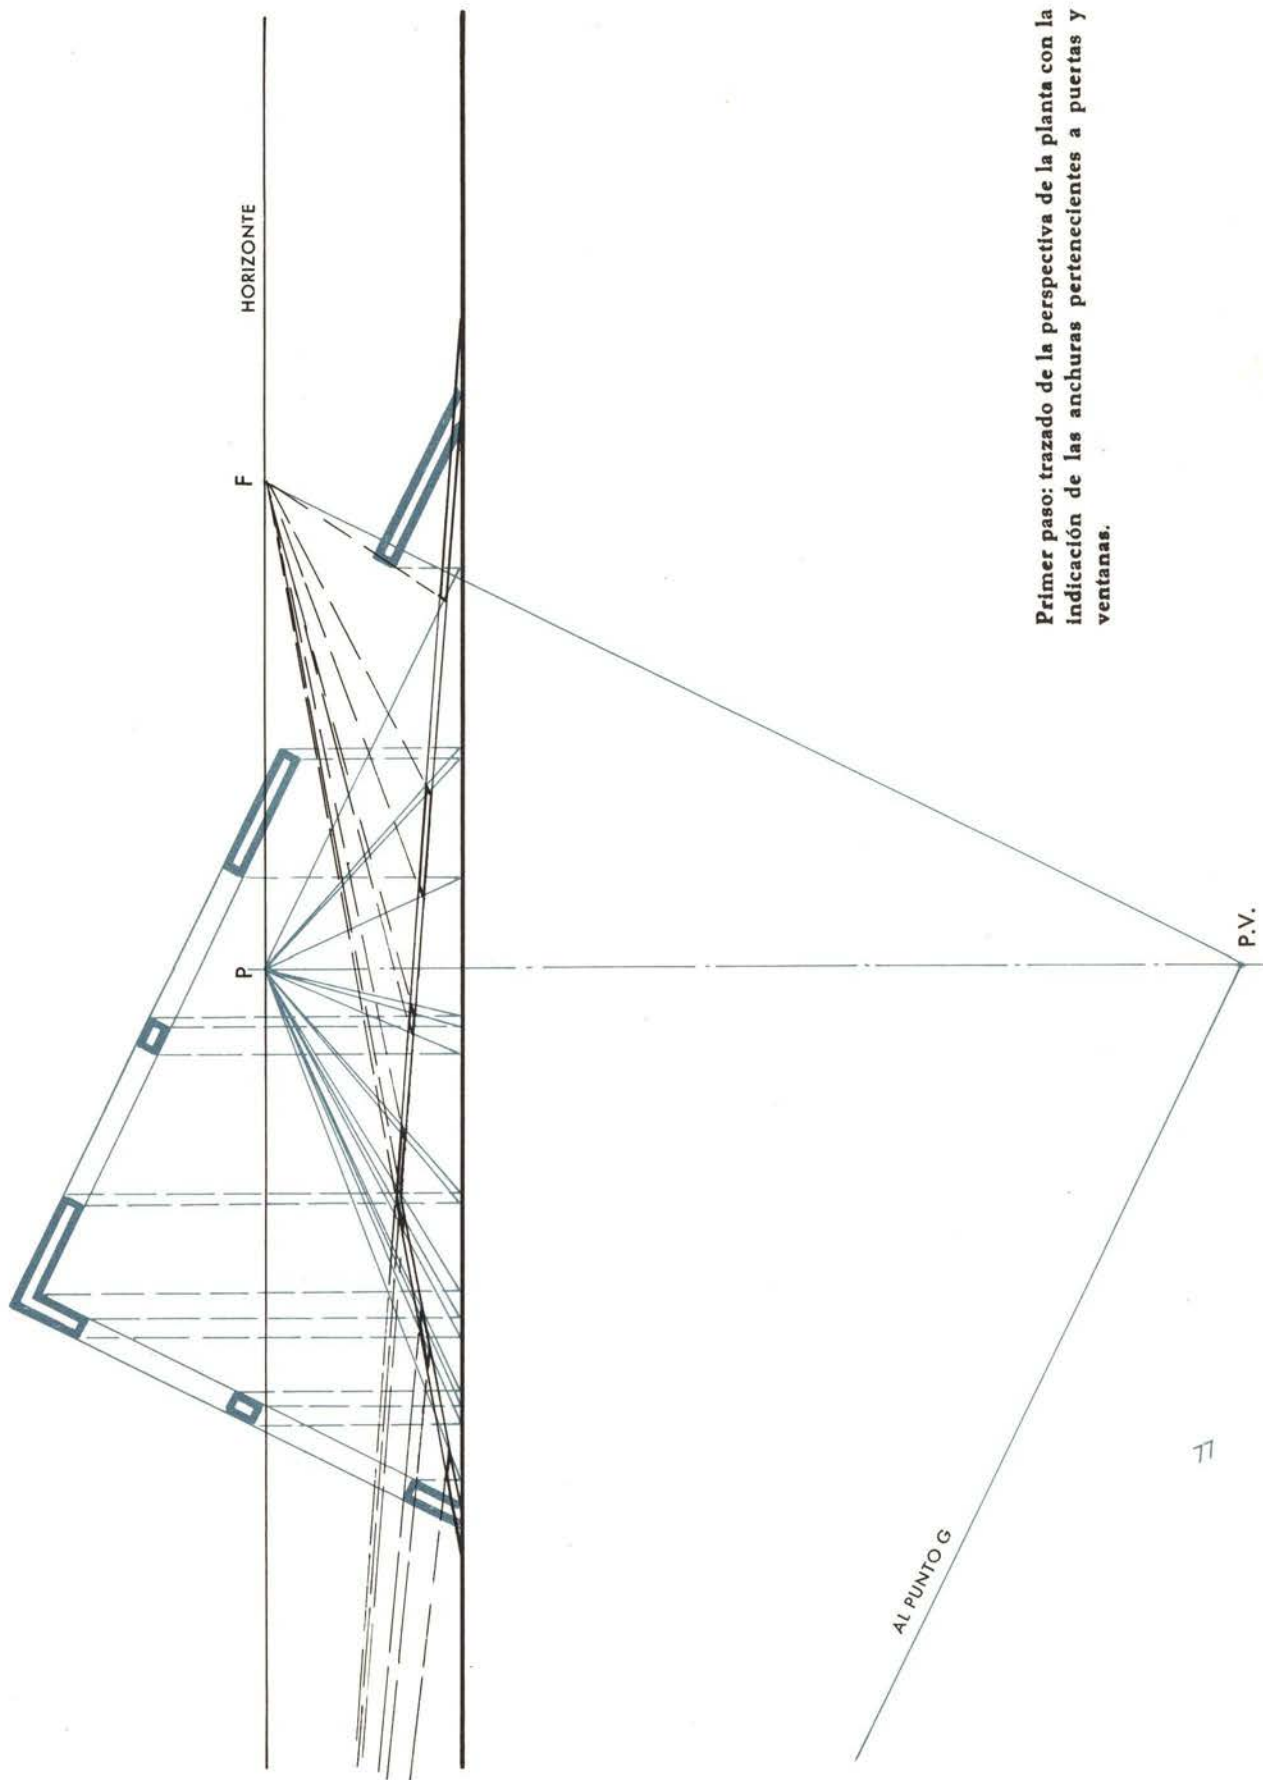 HORIZONTE
P
F
AL PUNTO G
P.V.
Primer paso: trazado de la perspectiva de la planta con la
indicación de las anchuras pertenecientes a puertas y
ventanas.
77